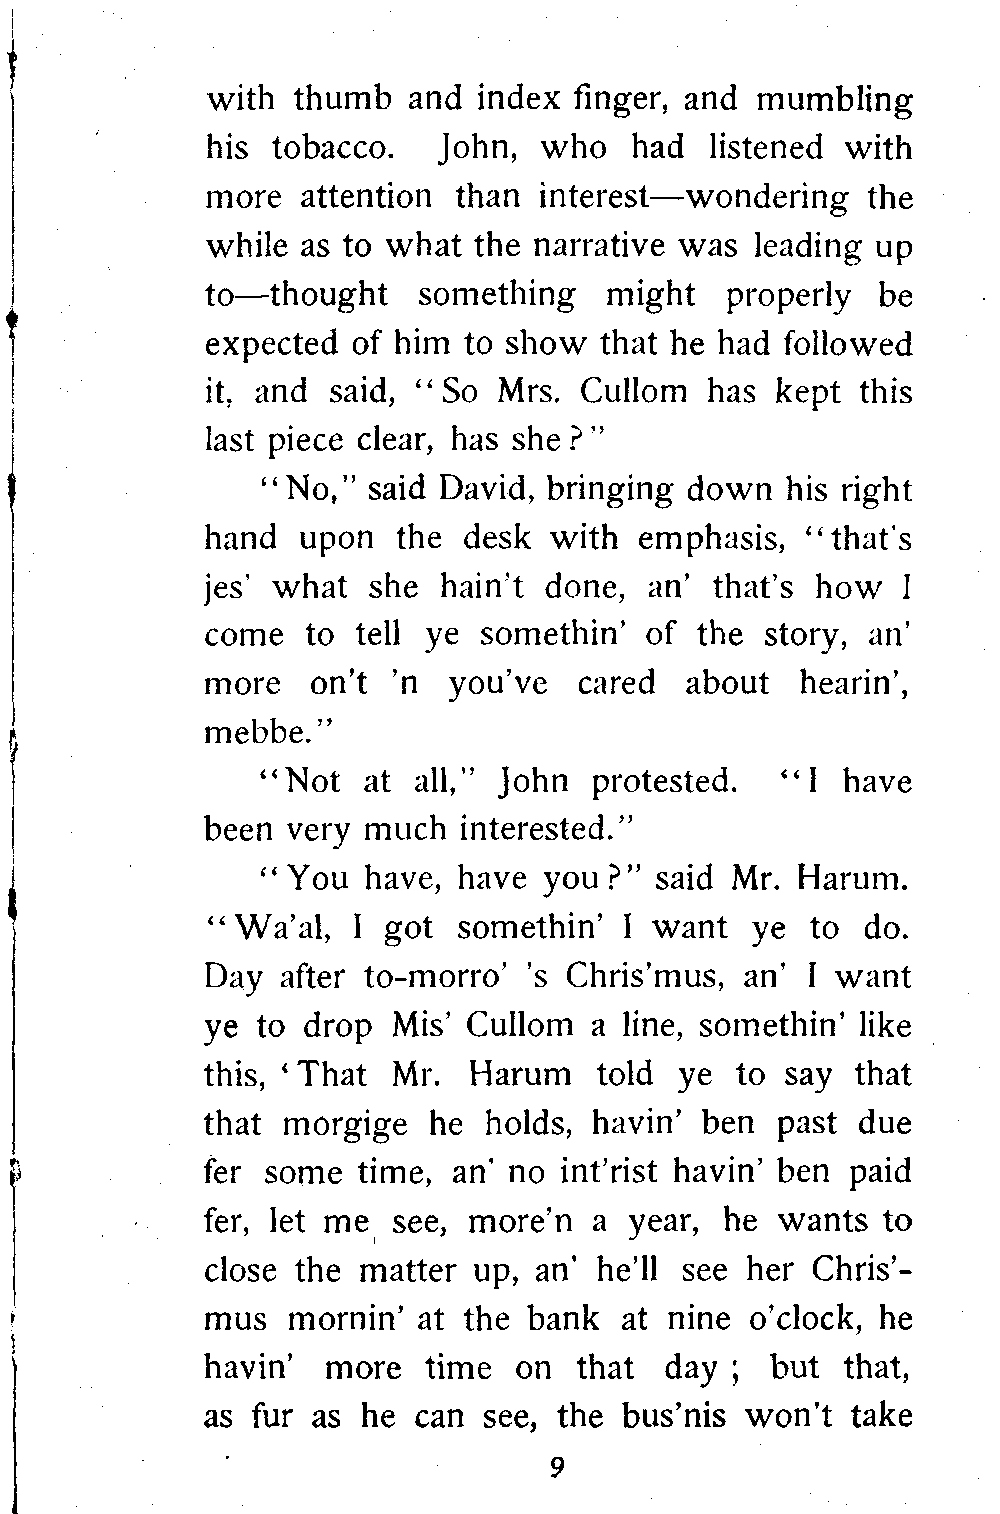 with thumb and index finger, and mumbling
his tobacco. John, who had listened with
more attention than interest—wondering the
while as to what the narrative was leading up
to—thought something might properly be
expected of him to show that he had followed
it, and said, “So Mrs. Cullom has kept this
last piece clear, has she?”
“No,” said David, bringing down his right
hand upon the desk with emphasis, “that's
jes' what she hain't done, an' that's how I
come to tell ye somethin' of the story, an'
more on't 'n you've cared about hearin',
mebbe.”
“Not at all,” John protested. “I have
been very much interested.”
“You have, have you?” said Mr. Harum.
“Wa'al, I got somethin' I want ye to do.
Day after to-morro' 's Chris'mus, an' I want
ye to drop Mis' Cullom a line, somethin' like
this, ‘That Mr. Harum told ye to say that
that morgige he holds, havin' ben past due
fer some time, an' no int'rist havin' ben paid
fer, let me see, more'n a year, he wants to
close the matter up, an' he'll see her Chris'-
mus mornin' at the bank at nine o'clock, he
havin' more time on that day ; but that,
as fur as he can see, the bus'nis won't take
9